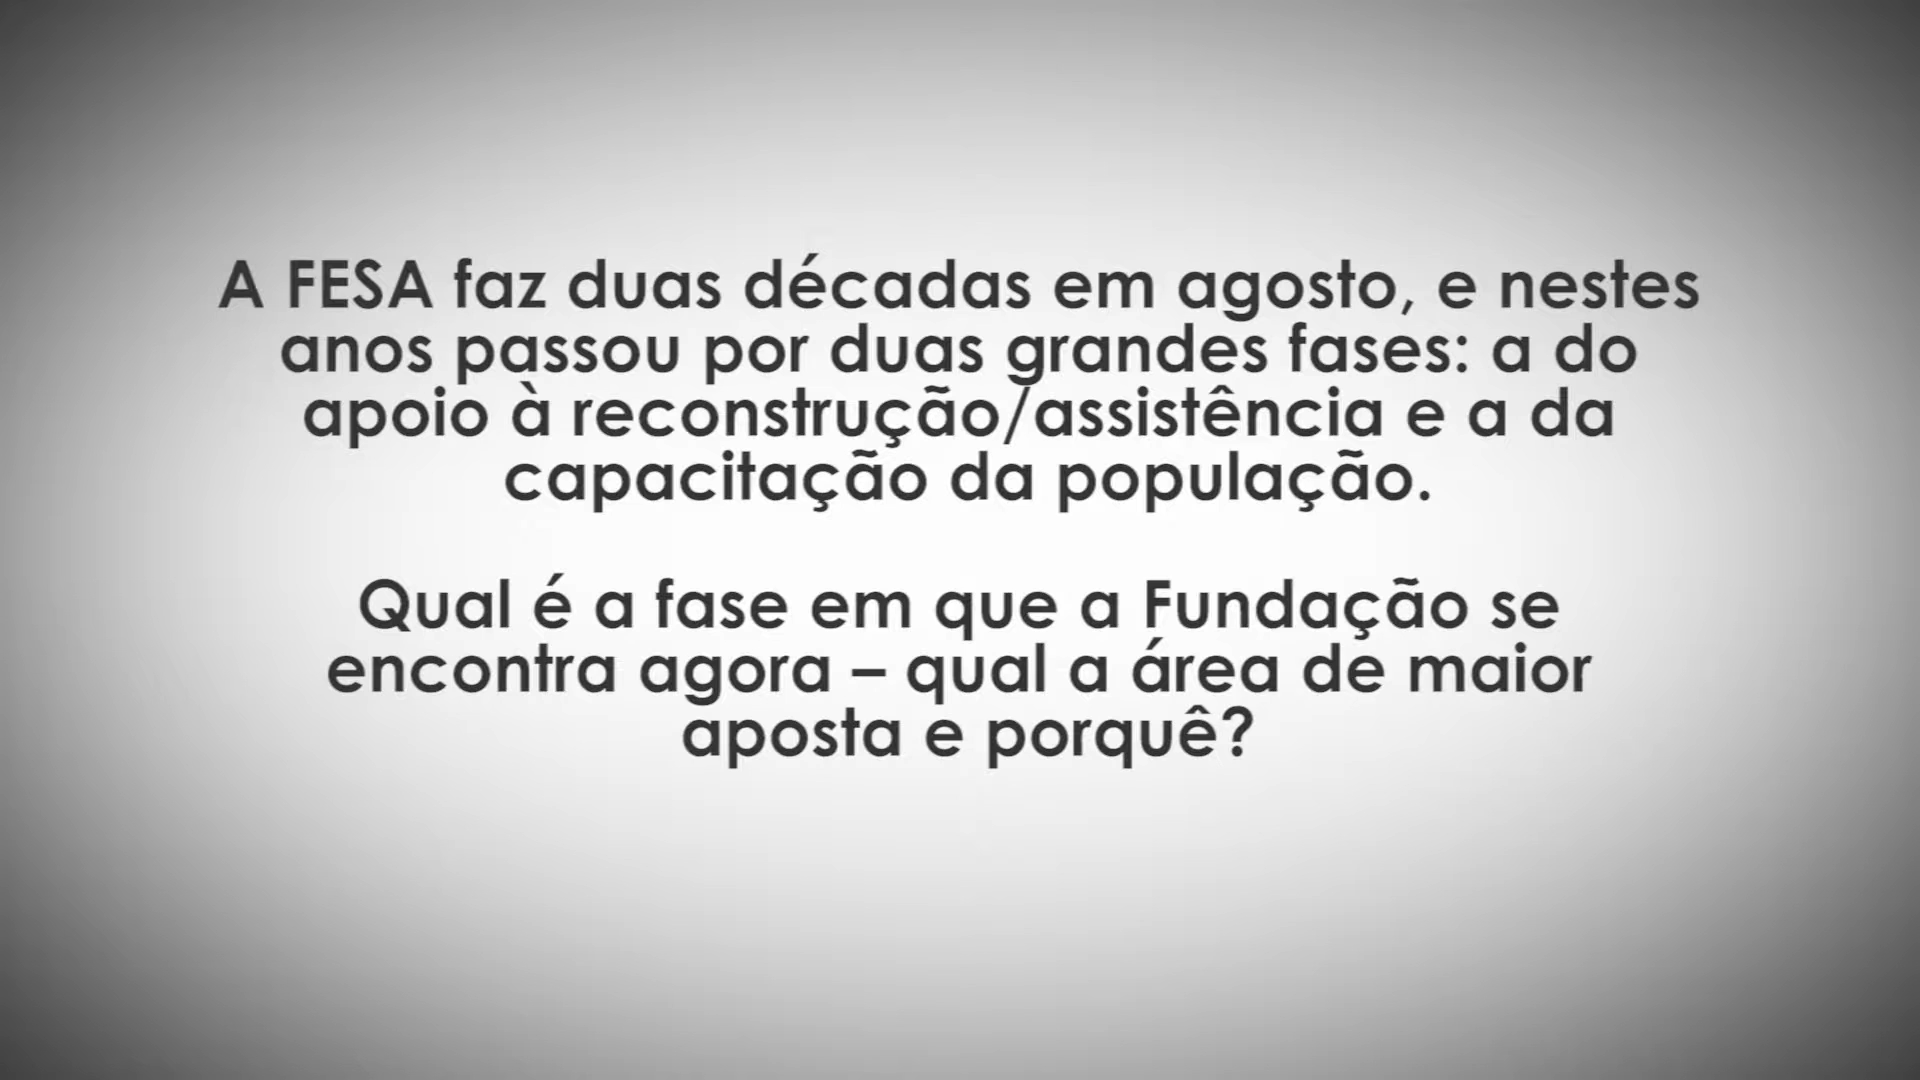 A FESA faz duas décadas em agosto, e nestes
anos passou por duas grandes fases: a do
apoio à reconstrução/assistência e a da
capacitação da população.
Qual é a fase em que a Fundação se
encontra agora – qual a área de maior
aposta e porquê?